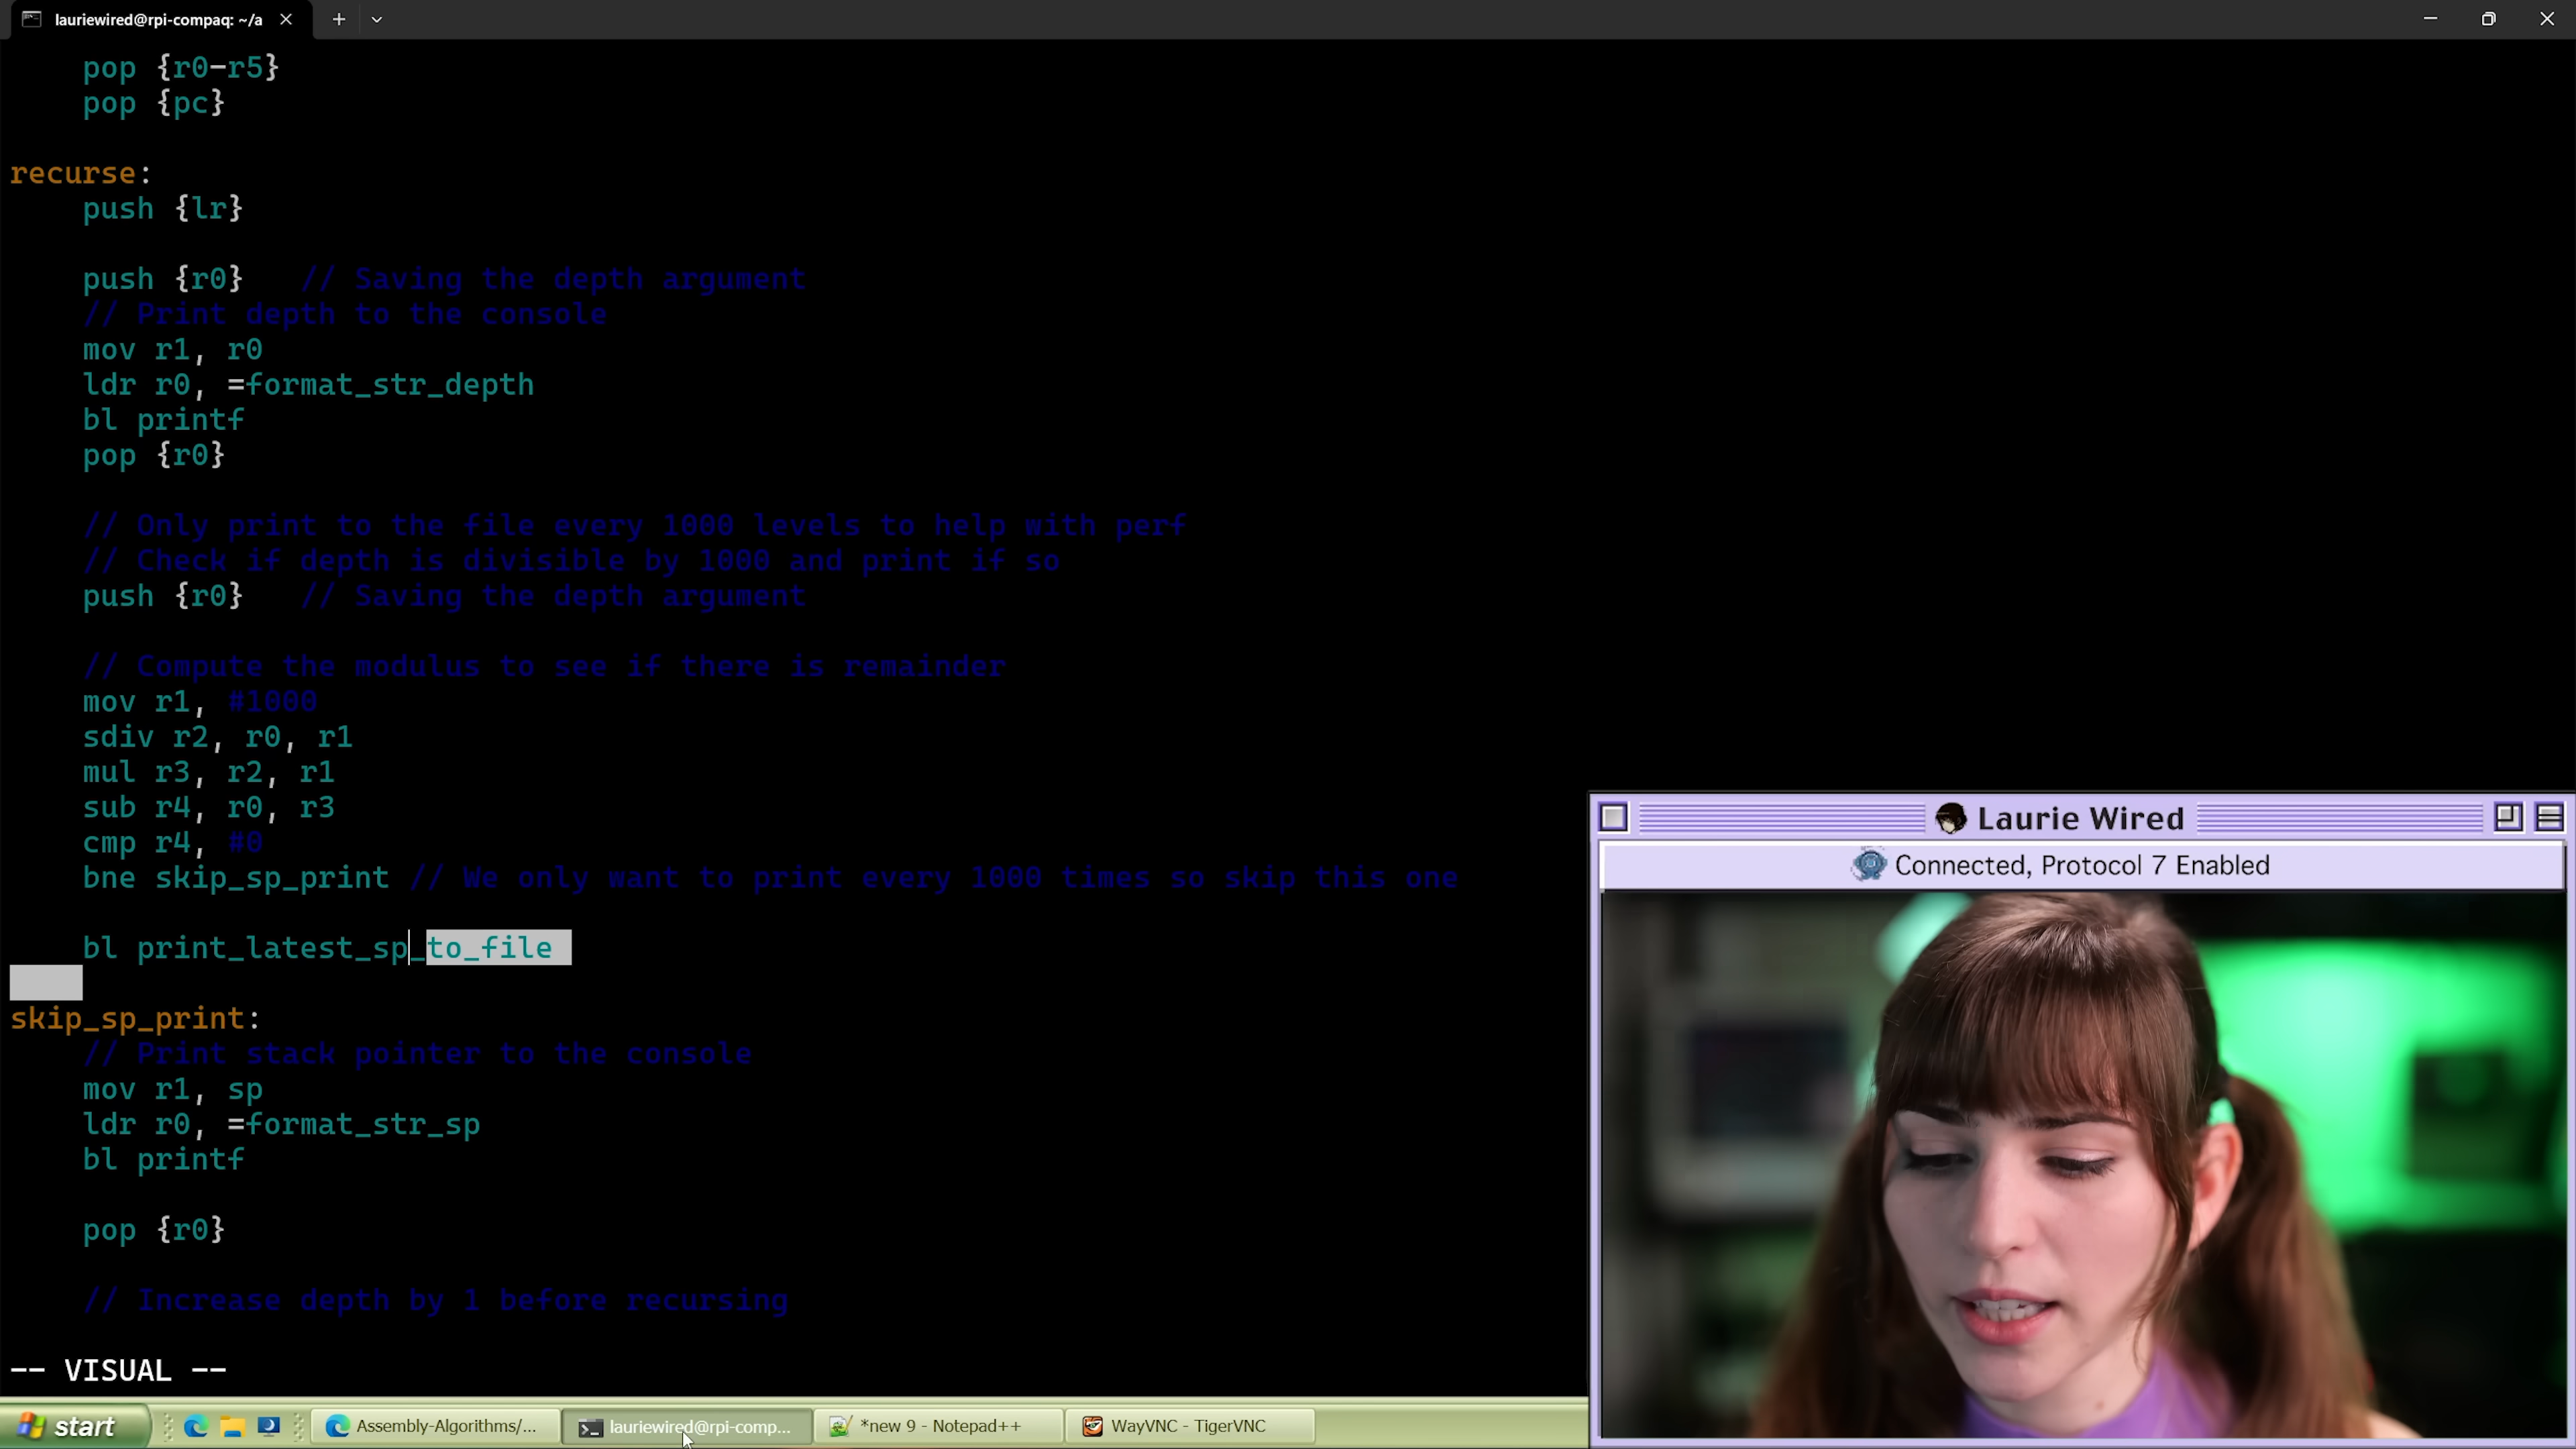 lauriewired@rpi-compaq: ~/a
pop {r0-r5}
pop {pc}
recurse:
push {lr}
push {r0} // Saving the depth argument
// Print depth to the console
mov r1, r0
ldr r0, =format_str_depth
bl printf
pop {r0}
// Only print to the file every 1000 levels to help with perf
// Check if depth is divisible by 1000 and print if so
push {r0} // Saving the depth argument
// Compute the modulus to see if there is remainder
mov r1, #1000
sdiv r2, r0, r1
mul r3, r2, r1
sub r4, r0, r3
cmp r4, #0
bne skip_sp_print // We only want to print every 1000 times so skip this one
bl print_latest_sp_to_file
skip_sp_print:
// Print stack pointer to the console
mov r1, sp
ldr r0, =format_str_sp
bl printf
pop {r0}
// Increase depth by 1 before recursing
-- VISUAL --
Laurie Wired
Connected, Protocol 7 Enabled
start
Assembly-Algorithms/...
lauriewired@rpi-comp...
*new 9 - Notepad++
WayVNC - TigerVNC